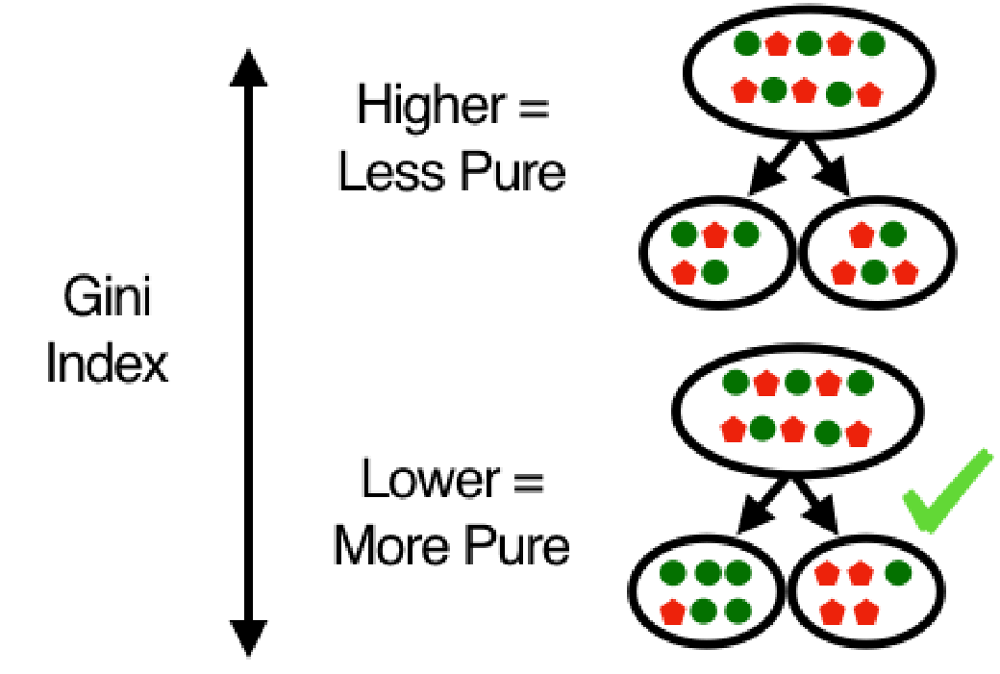 Higher =
Less Pure
Gini
Index
Lower =
More Pure